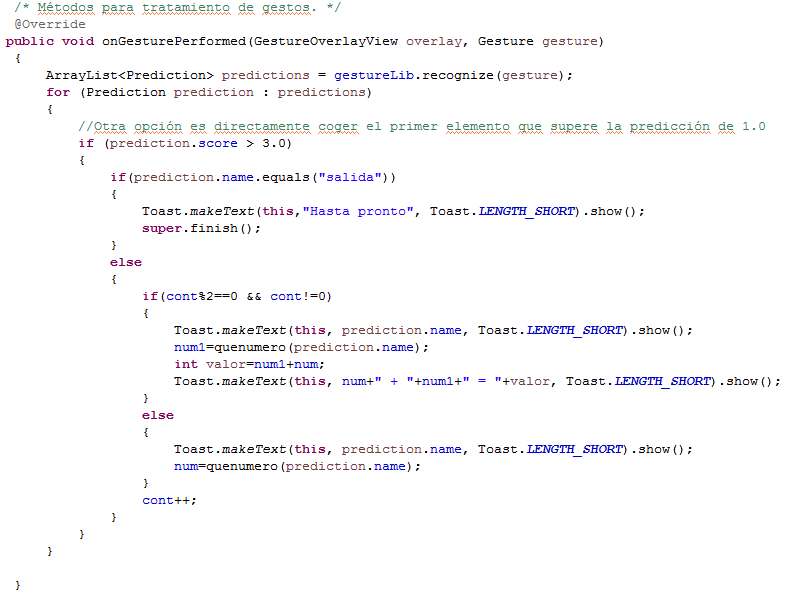 /* Métodos para tratamiento de gestos. */
@Override
public void onGesturePerformed(GestureOverlayView overlay, Gesture gesture)
{
ArrayList<Prediction> predictions = gestureLib.recognize(gesture);
for (Prediction prediction : predictions)
{
//Otra opción es directamente coger el primer elemento que supere la predicción de 1.0
if (prediction.score > 3.0)
{
if(prediction.name.equals("salida"))
{
Toast.makeText(this,"Hasta pronto", Toast.LENGTH_SHORT).show();
super.finish();
}
else
{
if(cont%2==0 && cont!=0)
{
Toast.makeText(this, prediction.name, Toast.LENGTH_SHORT).show();
num1=quenumero(prediction.name);
int valor=num1+num;
Toast.makeText(this, num+" + "+num1+" = "+valor, Toast.LENGTH_SHORT).show();
}
else
{
Toast.makeText(this, prediction.name, Toast.LENGTH_SHORT).show();
num=quenumero(prediction.name);
}
cont++;
}
}
}
}